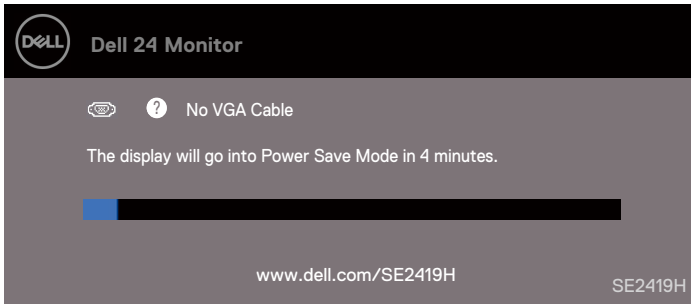 DELL
Dell 24 Monitor
? No VGA Cable
The display will go into Power Save Mode in 4 minutes.
www.dell.com/SE2419H
SE2419H